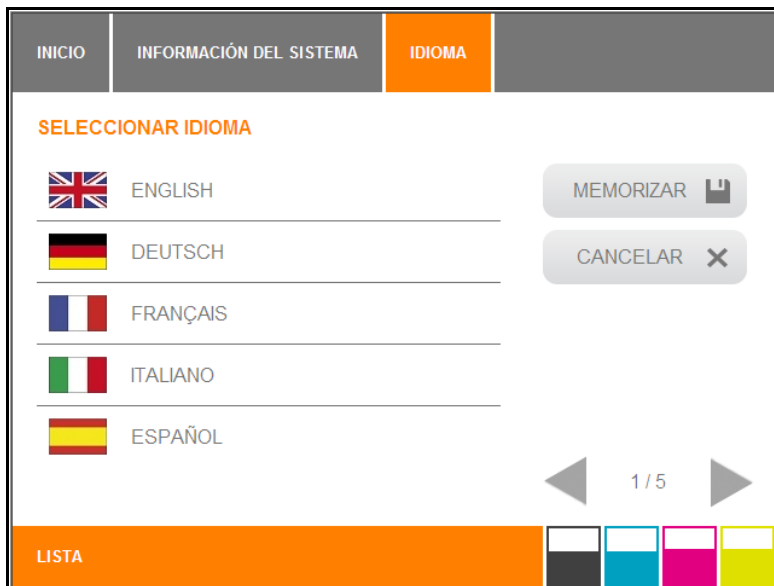 INICIO INFORMACIÓN DEL SISTEMA IDIOMA
SELECCIONAR IDIOMA
ENGLISH
MEMORIZAR
DEUTSCH
CANCELAR
FRANÇAIS
ITALIANO
ESPAÑOL
1 / 5
LISTA